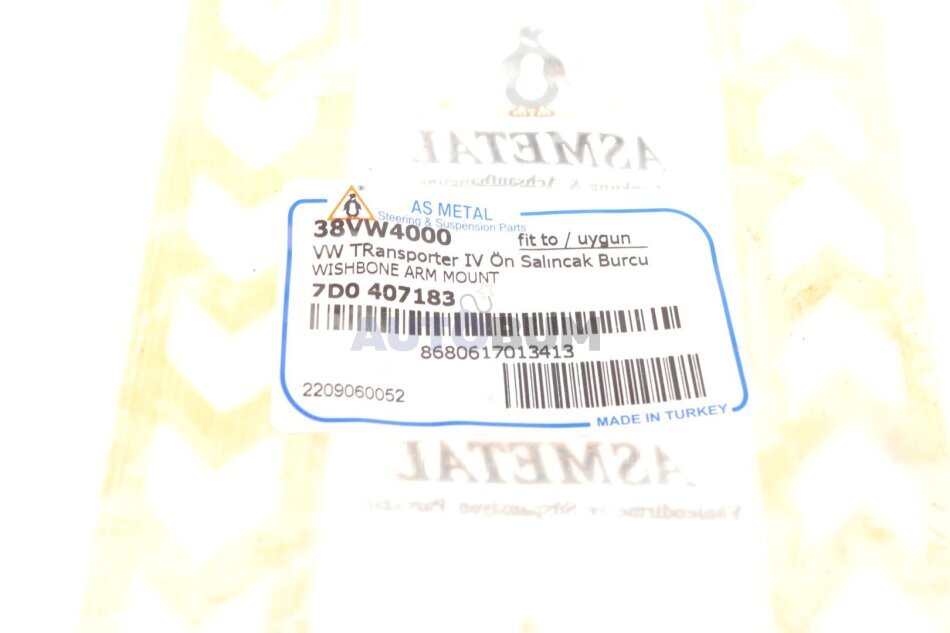 ASMETAL
AS METAL
Steering & Suspension Parts
38VW4000
fit to / uygun
VW TRansporter IV Ön Salıncak Burcu
WISHBONE ARM MOUNT
7D0 407183
AUTOBUM
8680617013413
2209060052
MADE IN TURKEY
ASMETAL